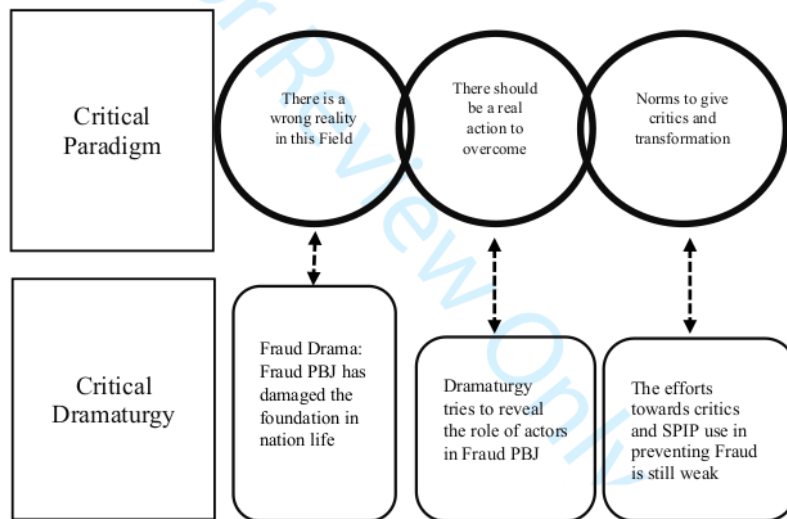 Critical
Paradigm
There is a
wrong reality
in this Field
There should
be a real
action to
overcome
Norms to give
critics and
transformation
Critical
Dramaturgy
Fraud Drama:
Fraud PBJ has
damaged the
foundation in
nation life
Dramaturgy
tries to reveal
the role of actors
in Fraud PBJ
The efforts
towards critics
and SPIP use in
preventing Fraud
is still weak
or Review Only